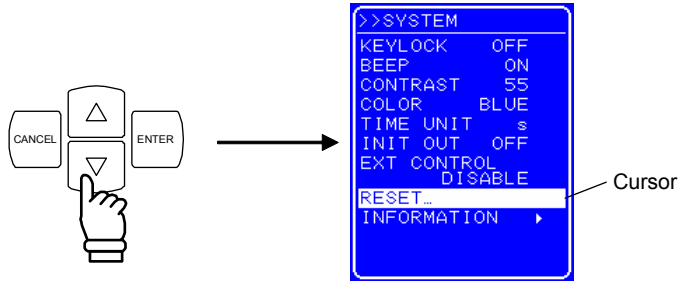 CANCEL
ENTER
>>SYSTEM
KEYLOCK OFF
BEEP ON
CONTRAST 55
COLOR BLUE
TIME UNIT s
INIT OUT OFF
EXT CONTROL
DISABLE
RESET…
INFORMATION
Cursor